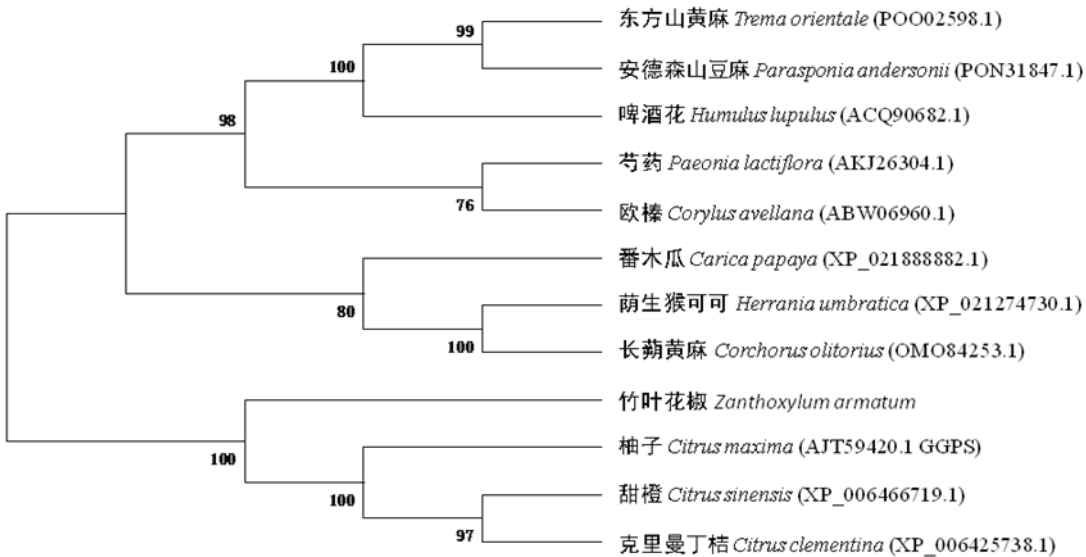 99
东方山黄麻 Trema orientale (POO02598.1)
安德森山豆麻 Parasponia andersonii (PON31847.1)
100
啤酒花 Humulus lupulus (ACQ90682.1)
98
芍药 Paeonia lactiflora (AKJ26304.1)
76
欧榛 Corylus avellana (ABW06960.1)
番木瓜 Carica papaya (XP_021888882.1)
80
荫生猴可可 Herrania umbratica (XP_021274730.1)
100
长蒴黄麻 Corchorus olitorius (OMO84253.1)
竹叶花椒 Zanthoxylum armatum
100
柚子 Citrus maxima (AJT59420.1 GGPS)
100
甜橙 Citrus sinensis (XP_006466719.1)
97
克里曼丁桔 Citrus clementina (XP_006425738.1)